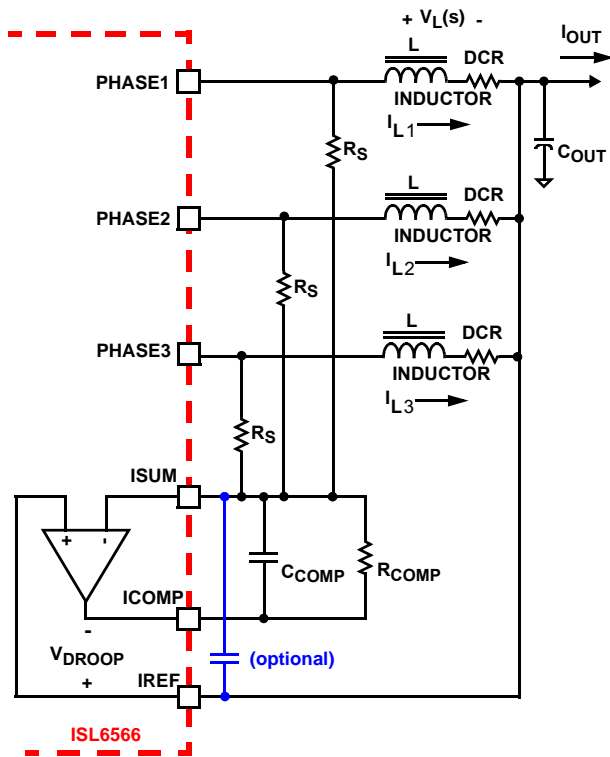 + VL(s) -
IOUT
L
DCR
PHASE1
INDUCTOR
IL1
RS
COUT
L
DCR
PHASE2
INDUCTOR
IL2
RS
L
DCR
PHASE3
INDUCTOR
IL3
RS
ISUM
+ -
CCOMP
RCOMP
ICOMP
-
VDROOP
(optional)
+
IREF
ISL6566